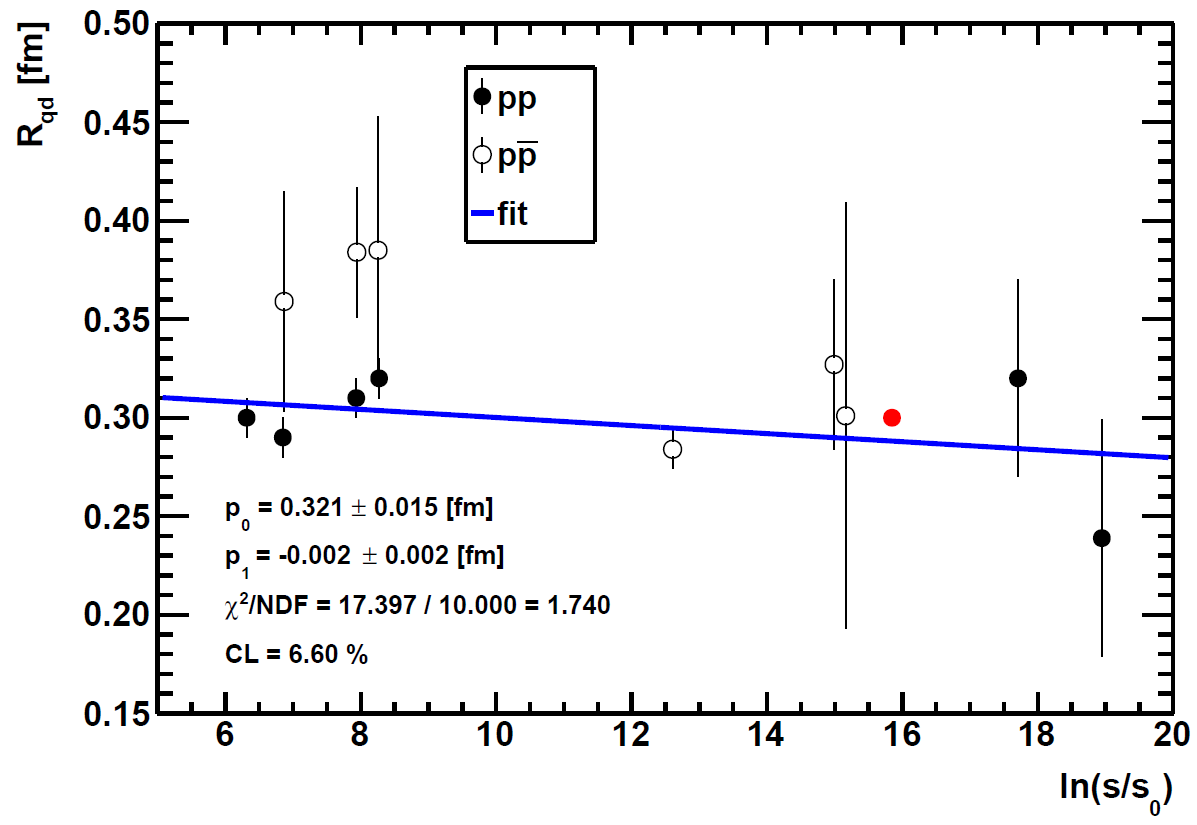 R_qd [fm]
0.50
0.45
0.40
0.35
0.30
0.25
0.20
0.15
pp
pp̅
fit
p_0 = 0.321 ± 0.015 [fm]
p_1 = -0.002 ± 0.002 [fm]
χ²/NDF = 17.397 / 10.000 = 1.740
CL = 6.60 %
6 8 10 12 14 16 18 20
ln(s/s_0)